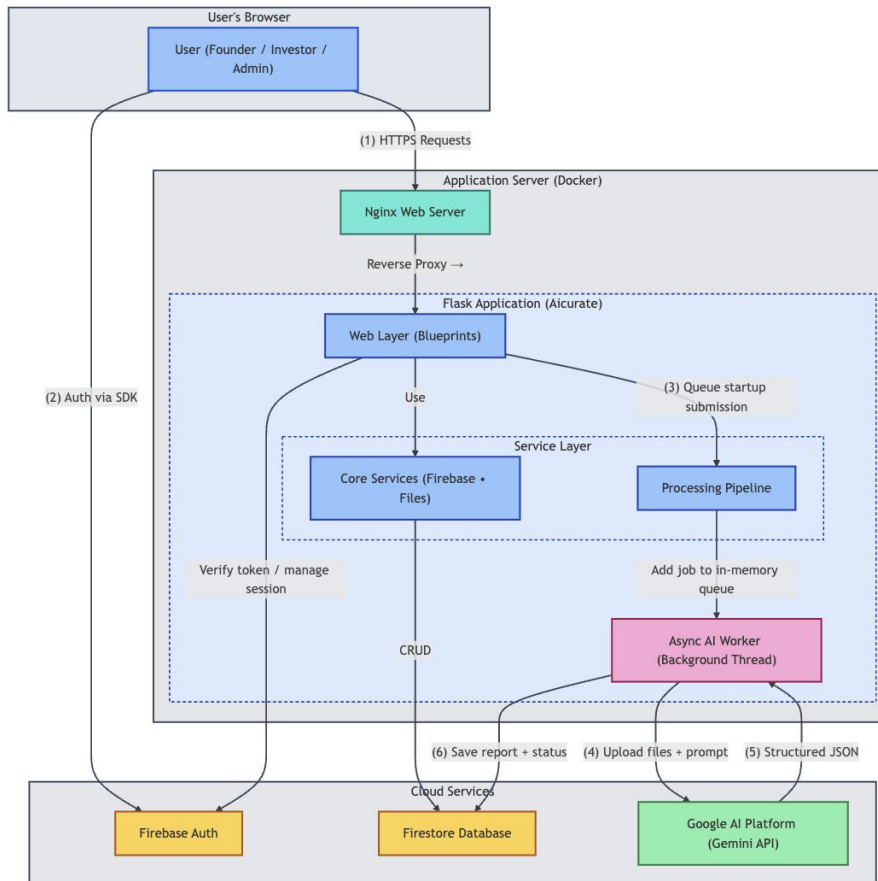 User's Browser
User (Founder / Investor /
Admin)
(1) HTTPS Requests
Application Server (Docker)
Nginx Web Server
Reverse Proxy →
Flask Application (Aicurate)
Web Layer (Blueprints)
(2) Auth via SDK
Use
(3) Queue startup
submission
Service Layer
Core Services (Firebase •
Files)
Processing Pipeline
Verify token / manage
session
Add job to in-memory
queue
Async AI Worker
(Background Thread)
CRUD
(6) Save report + status
(4) Upload files + prompt
(5) Structured JSON
Cloud Services
Firebase Auth
Firestore Database
Google AI Platform
(Gemini API)